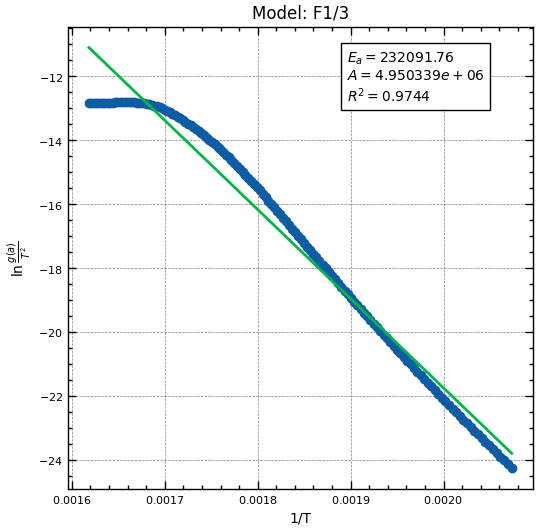 Model: F1/3
E_a = 232091.76
A = 4.950339e + 06
R^2 = 0.9744
−12
−14
−16
−18
−20
−22
−24
ln g(a)/T^2
0.0016 0.0017 0.0018 0.0019 0.0020
1/T